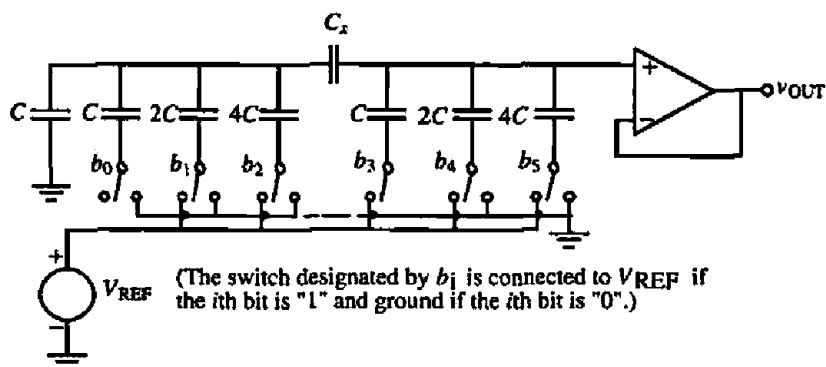 Cₓ
C C 2C 4C C 2C 4C
+
−
vOUT
b₀ b₁ b₂ b₃ b₄ b₅
+
VREF
−
(The switch designated by bᵢ is connected to VREF if
the ith bit is "1" and ground if the ith bit is "0".)